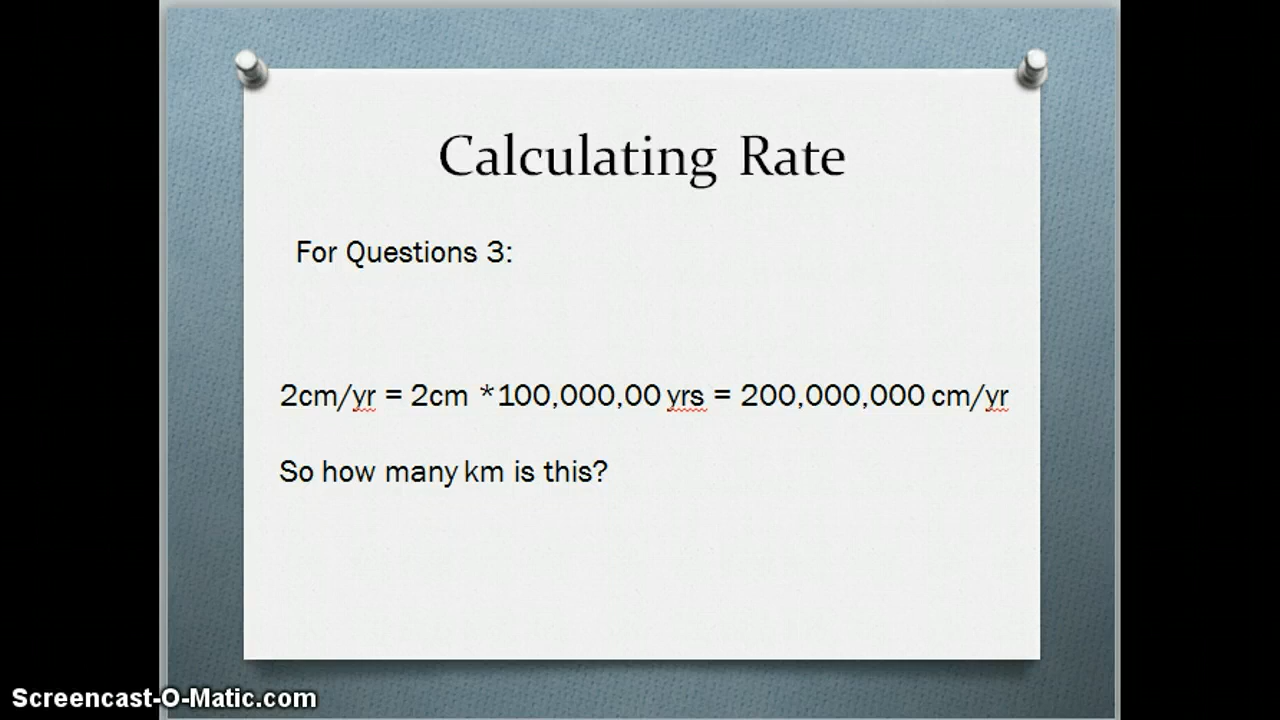 Calculating Rate
For Questions 3:
2cm/yr = 2cm *100,000,00 yrs = 200,000,000 cm/yr
So how many km is this?
Screencast-O-Matic.com